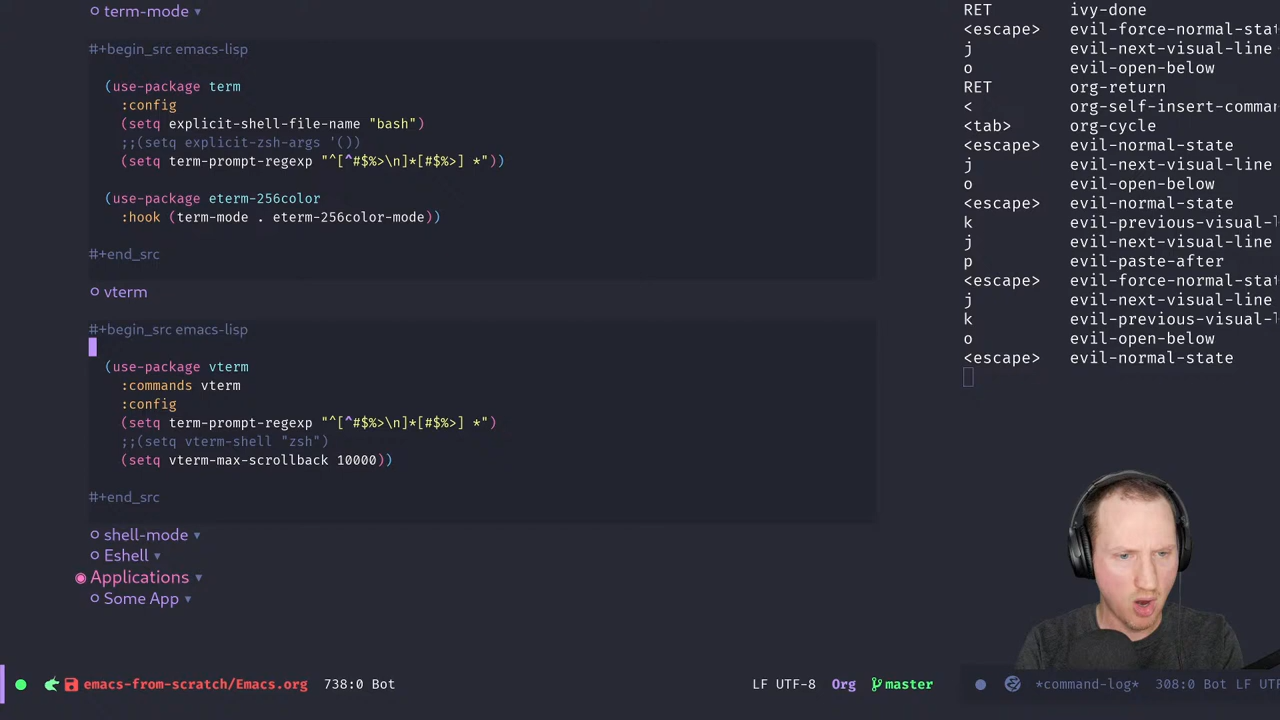 term-mode ▾
#+begin_src emacs-lisp
(use-package term
:config
(setq explicit-shell-file-name "bash")
;;(setq explicit-zsh-args '())
(setq term-prompt-regexp "^[^#$%>\n]*[#$%>] *"))
(use-package eterm-256color
:hook (term-mode . eterm-256color-mode))
#+end_src
vterm
#+begin_src emacs-lisp
(use-package vterm
:commands vterm
:config
(setq term-prompt-regexp "^[^#$%>\n]*[#$%>] *")
;;(setq vterm-shell "zsh")
(setq vterm-max-scrollback 10000))
#+end_src
shell-mode ▾
Eshell ▾
Applications ▾
Some App ▾
emacs-from-scratch/Emacs.org 738:0 Bot LF UTF-8 Org master
RET ivy-done
<escape> evil-force-normal-stat
j evil-next-visual-line
o evil-open-below
RET org-return
< org-self-insert-comman
<tab> org-cycle
<escape> evil-normal-state
j evil-next-visual-line
o evil-open-below
<escape> evil-normal-state
k evil-previous-visual-l
j evil-next-visual-line
p evil-paste-after
<escape> evil-force-normal-stat
j evil-next-visual-line
k evil-previous-visual-l
o evil-open-below
<escape> evil-normal-state
*command-log* 308:0 Bot LF UT